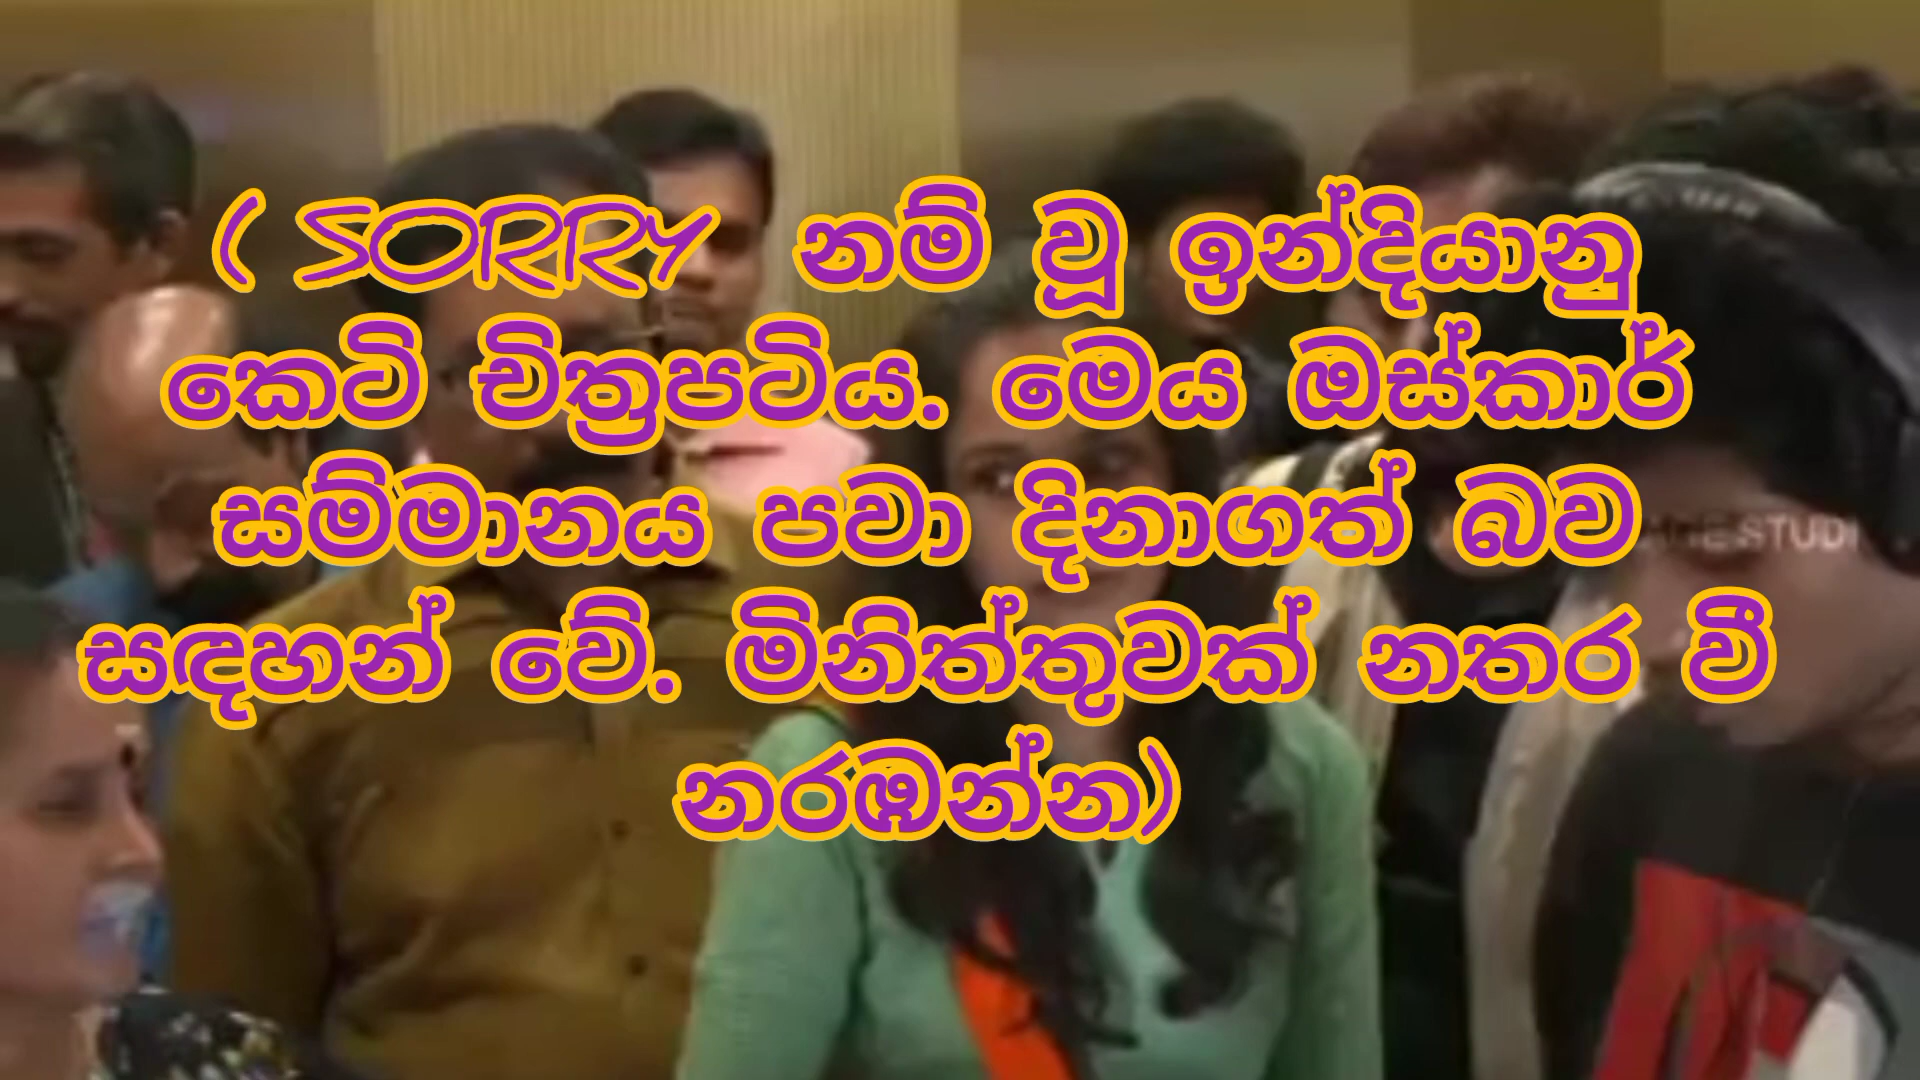 ( SORRY නම් වූ ඉන්දියානු
කෙටි චිත්‍රපටිය. මෙය ඔස්කාර්
සම්මානය පවා දිනාගත් බව
සඳහන් වේ. මිනිත්තුවක් නතර වී
නරඹන්න)